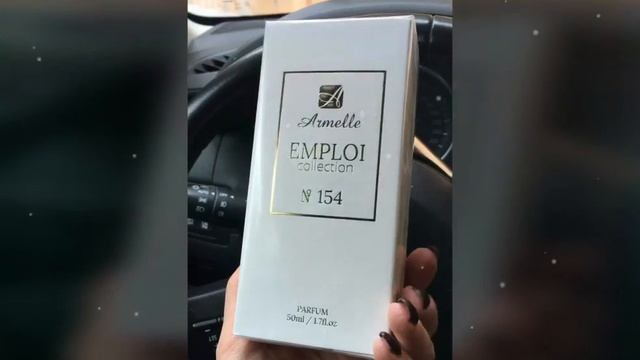 A
Armelle
EMPLOI
collection
№ 154
PARFUM
50ml / 1.7fl.oz